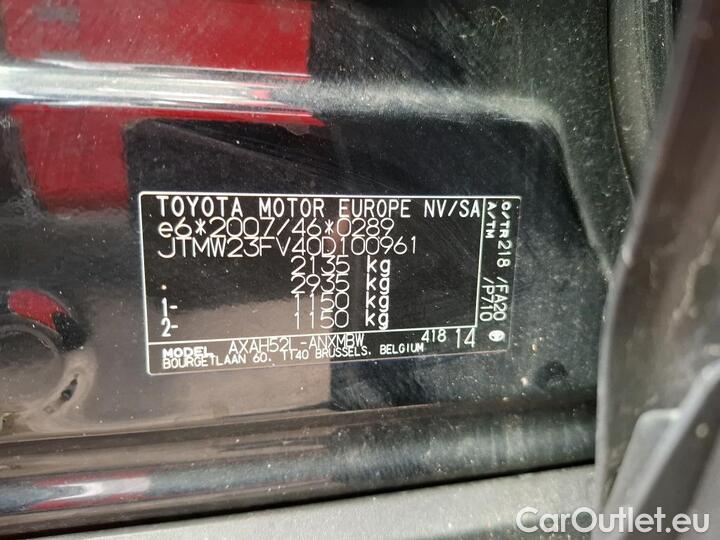 TOYOTA MOTOR EUROPE NV/SA
e6*2007/46*0289
JTMW23FV40D100961
2135 kg
2935 kg
1- 1150 kg
2- 1150 kg
MODEL AXAH52L-ANXMBW 418 14
BOURGETLAAN 60, 1140 BRUSSELS, BELGIUM
C/TR 218 /FA20
A/TM /P710
CarOutlet.eu